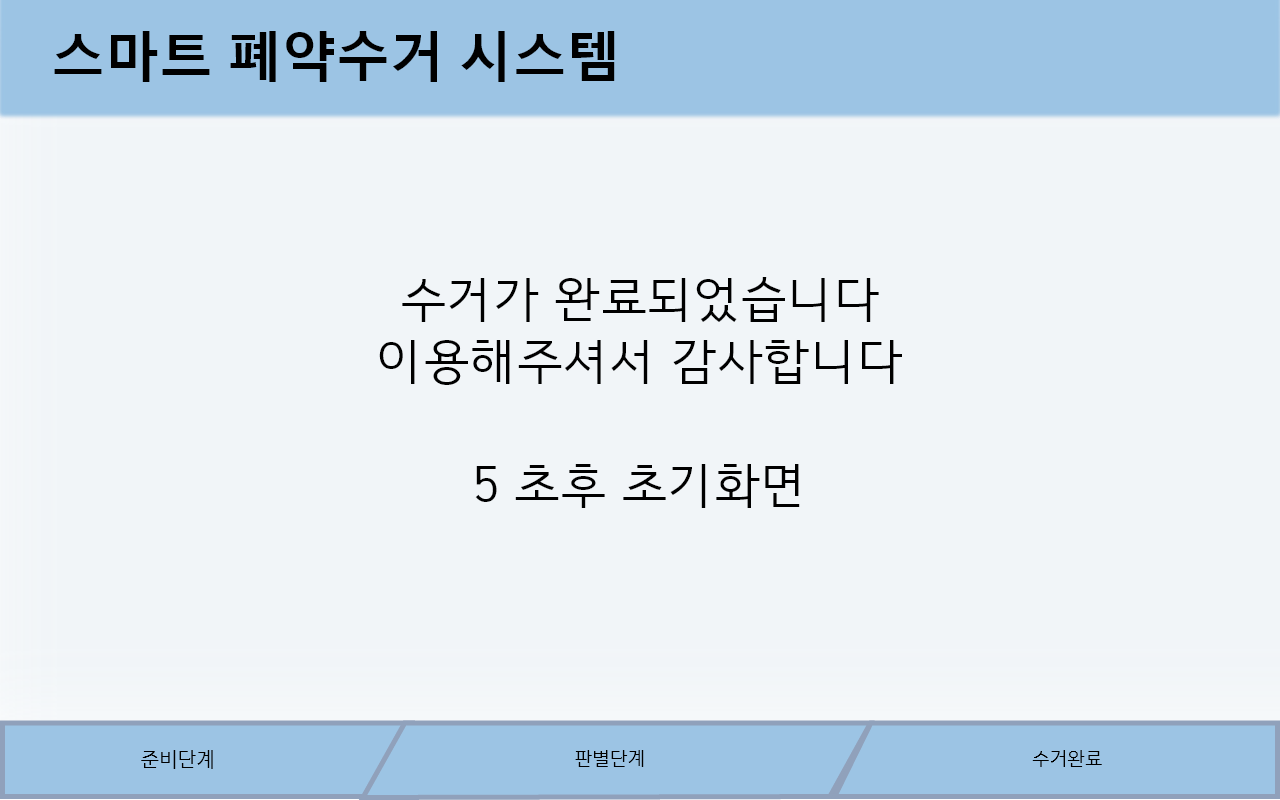 스마트 폐약수거 시스템
수거가 완료되었습니다
이용해주셔서 감사합니다
5 초후 초기화면
준비단계
판별단계
수거완료